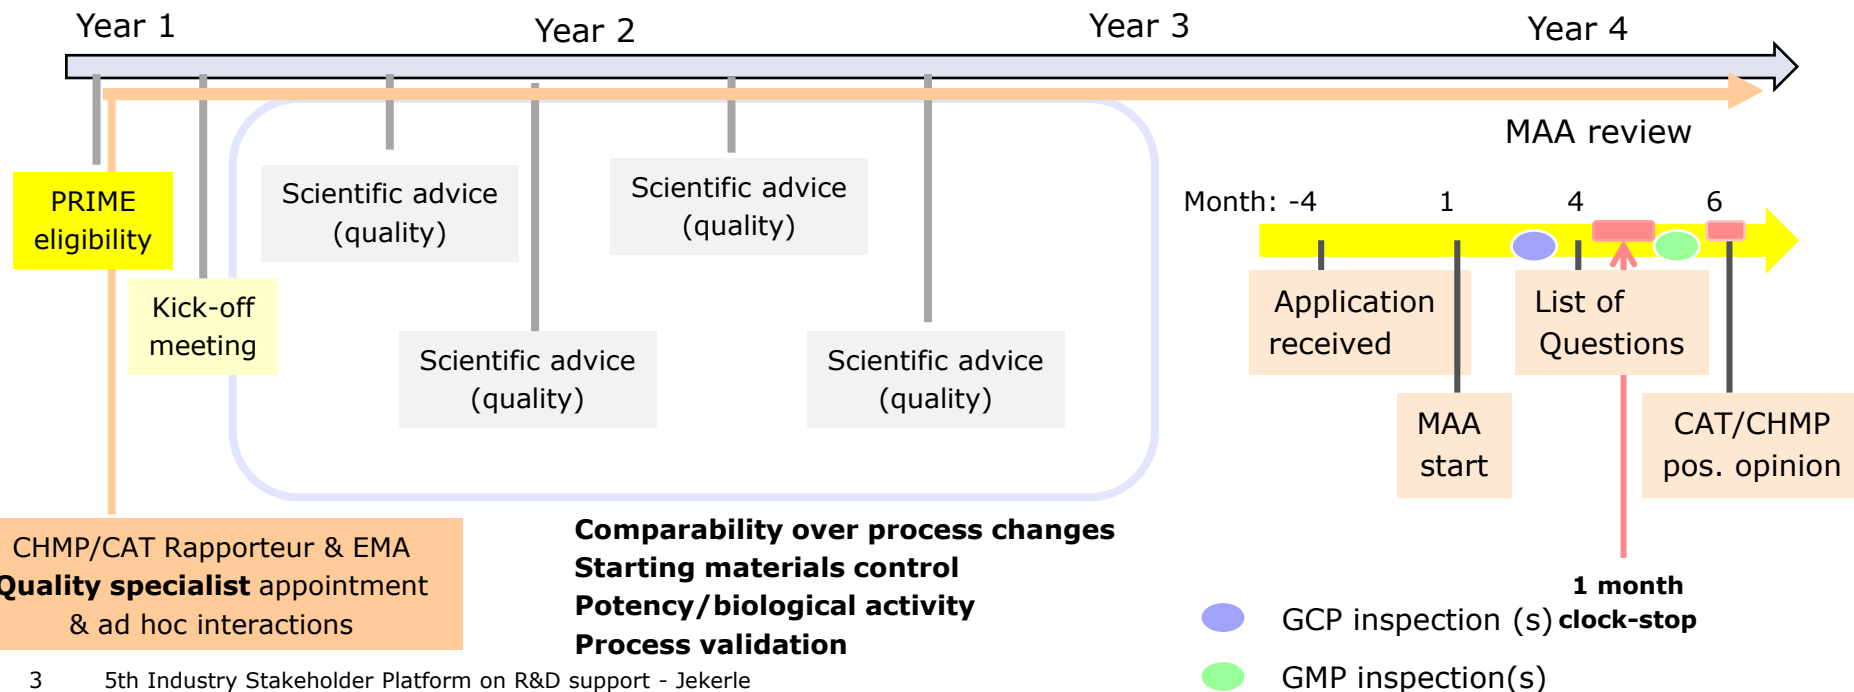 Year 1
Year 2
Year 3
Year 4
MAA review
PRIME
eligibility
Kick-off
meeting
Scientific advice
(quality)
Scientific advice
(quality)
Scientific advice
(quality)
Scientific advice
(quality)
Month: -4 1 4 6
Application
received
MAA
start
List of
Questions
CAT/CHMP
pos. opinion
1 month
clock-stop
CHMP/CAT Rapporteur & EMA
Quality specialist appointment
& ad hoc interactions
Comparability over process changes
Starting materials control
Potency/biological activity
Process validation
GCP inspection (s)
GMP inspection(s)
3 5th Industry Stakeholder Platform on R&D support - Jekerle